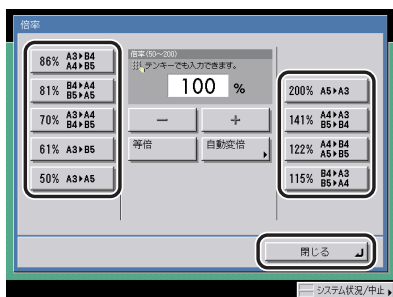 倍率
86% A3▶B4
A4▶B5
81% B4▶A4
B5▶A5
70% A3▶A4
B4▶B5
61% A3▶B5
50% A3▶A5
倍率(50~200)
テンキーでも入力できます。
100 %
－ ＋
等倍 自動変倍
200% A5▶A3
141% A4▶A3
B5▶B4
122% A4▶B4
A5▶B5
115% B4▶A3
B5▶A4
閉じる
システム状況/中止